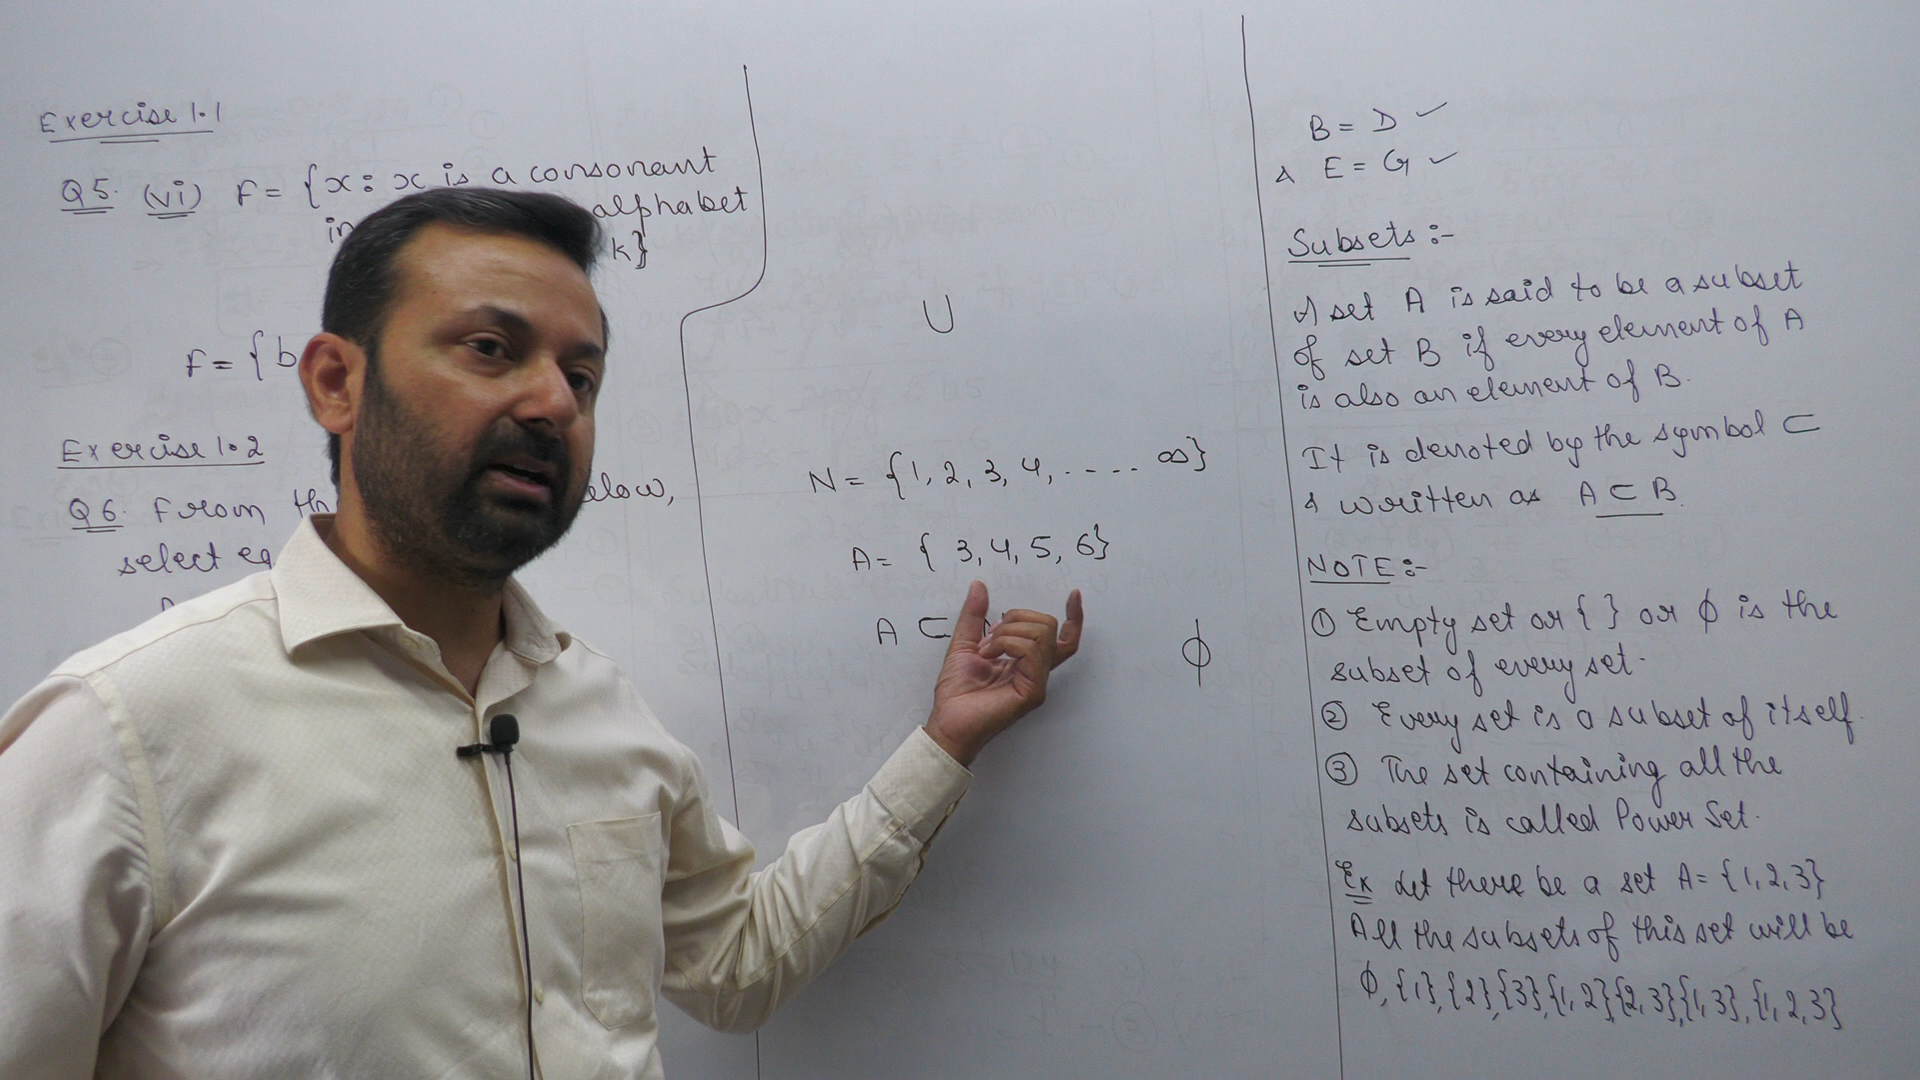 Exercise 1.1
Q5. (vi) F = {x : x is a consonant
in alphabet
k}
F = {b
Exercise 1.2
Q6. From elow,
select eq
U
N = {1, 2, 3, 4, ..... ∞}
A = { 3, 4, 5, 6}
A ⊂
ϕ
B = D ✓
& E = G ✓
Subsets :-
A set A is said to be a subset
of set B if every element of A
is also an element of B.
It is denoted by the symbol ⊂
& written as A ⊂ B.
NOTE :-
① Empty set or { } or ϕ is the
subset of every set.
② Every set is a subset of itself.
③ The set containing all the
subsets is called Power Set.
Ex Let there be a set A = {1, 2, 3}
All the subsets of this set will be
ϕ, {1}, {2}, {3}, {1, 2}, {2, 3}, {1, 3}, {1, 2, 3}